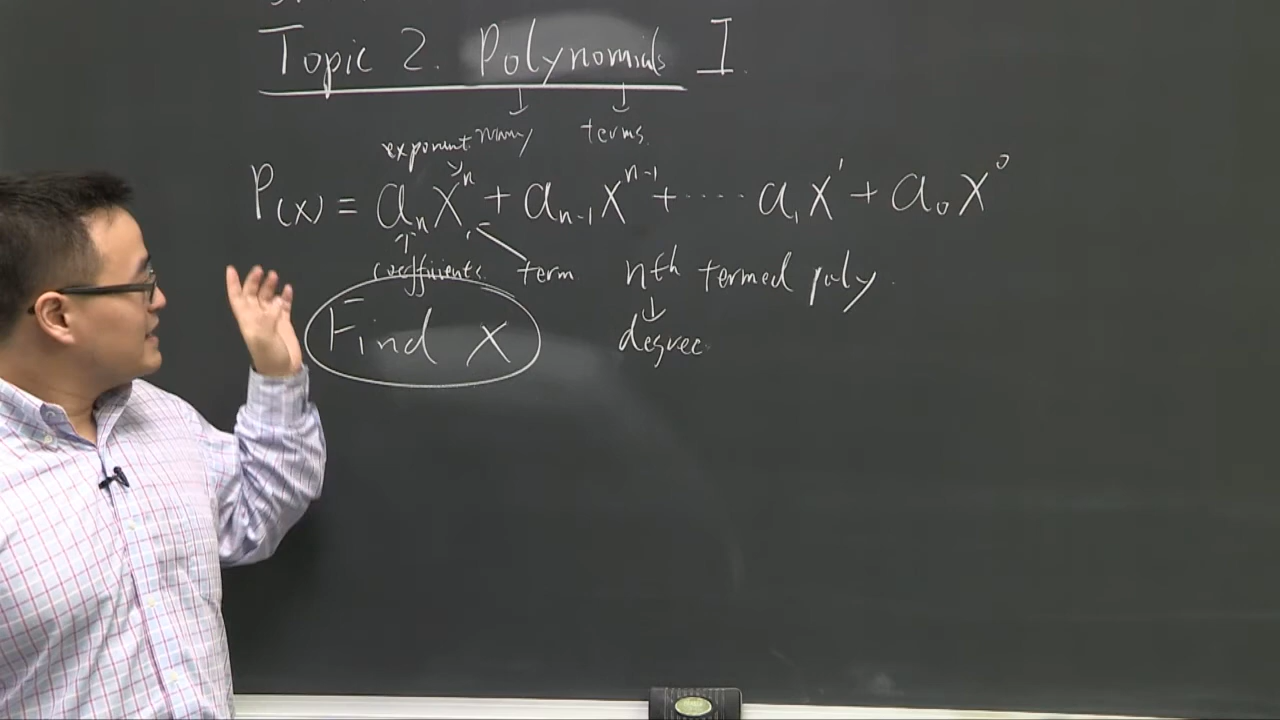 Topic 2. Polynomials I.
many terms.
exponent
P(x) = aₙxⁿ + aₙ₋₁xⁿ⁻¹ + ···· a₁x¹ + a₀x⁰
coefficients term nth termed poly.
Find x degree